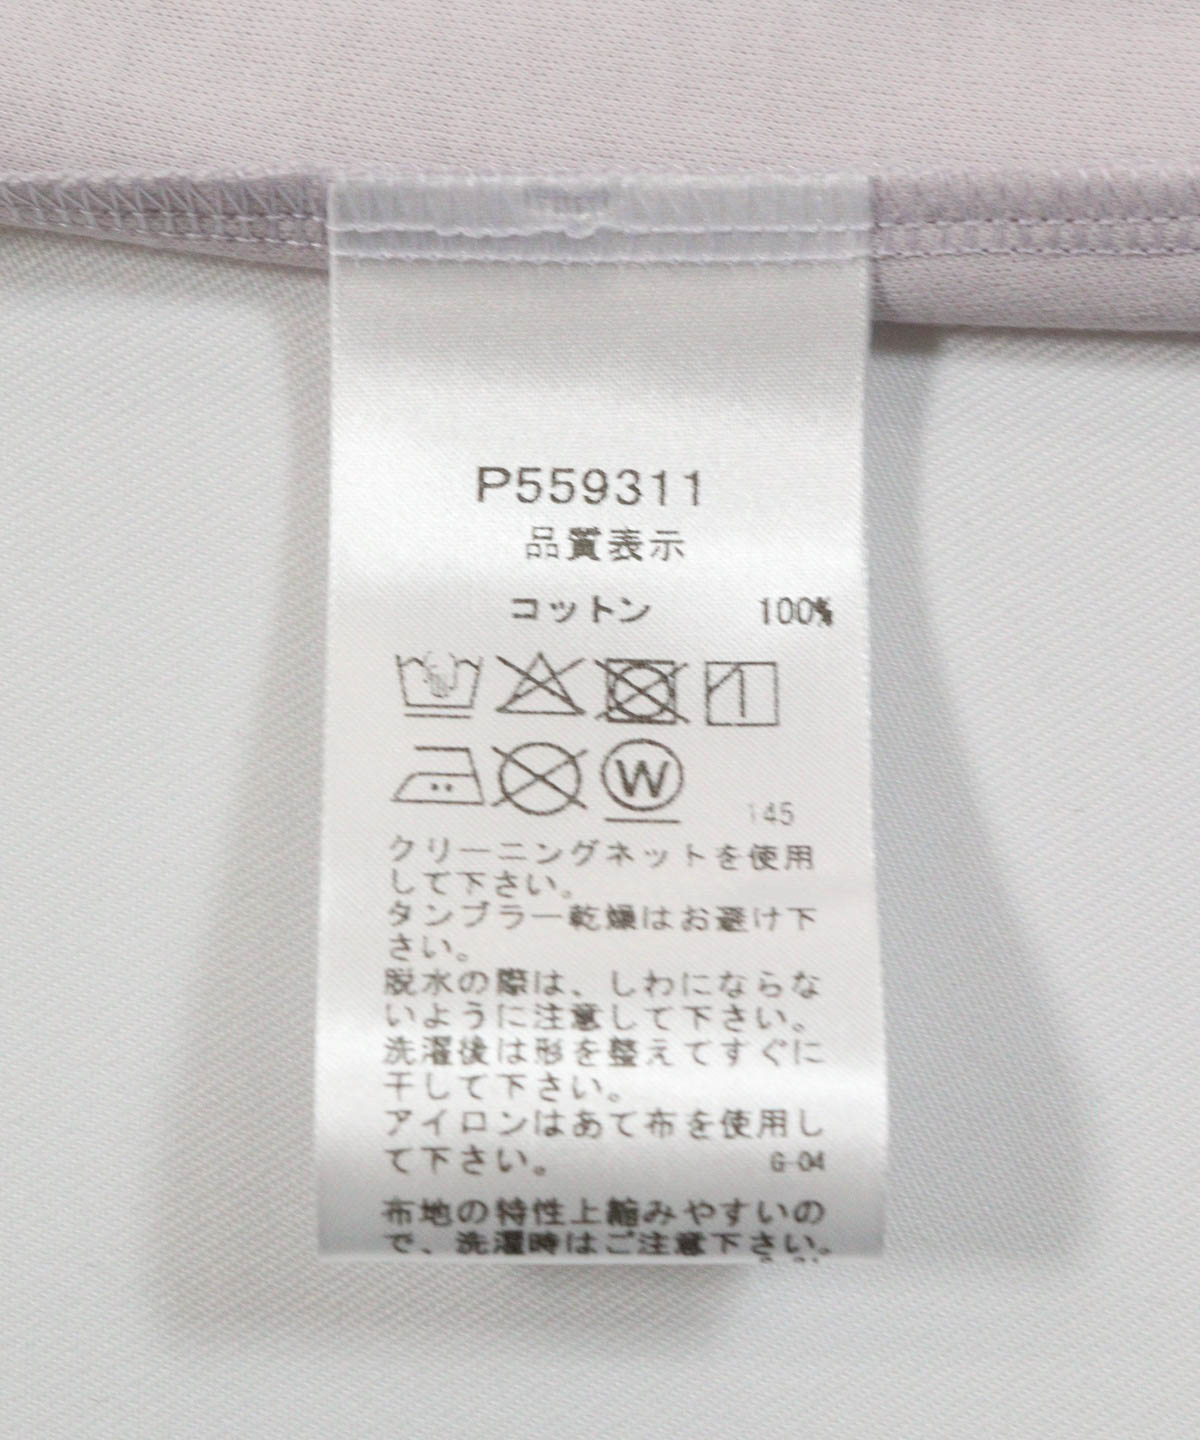 P559311
品質表示
コットン 100%
W
145
クリーニングネットを使用
して下さい。
タンブラー乾燥はお避け下
さい。
脱水の際は、しわにならな
いように注意して下さい。
洗濯後は形を整えてすぐに
干して下さい。
アイロンはあて布を使用し
て下さい。 G-04
布地の特性上縮みやすいの
で、洗濯時はご注意下さい。